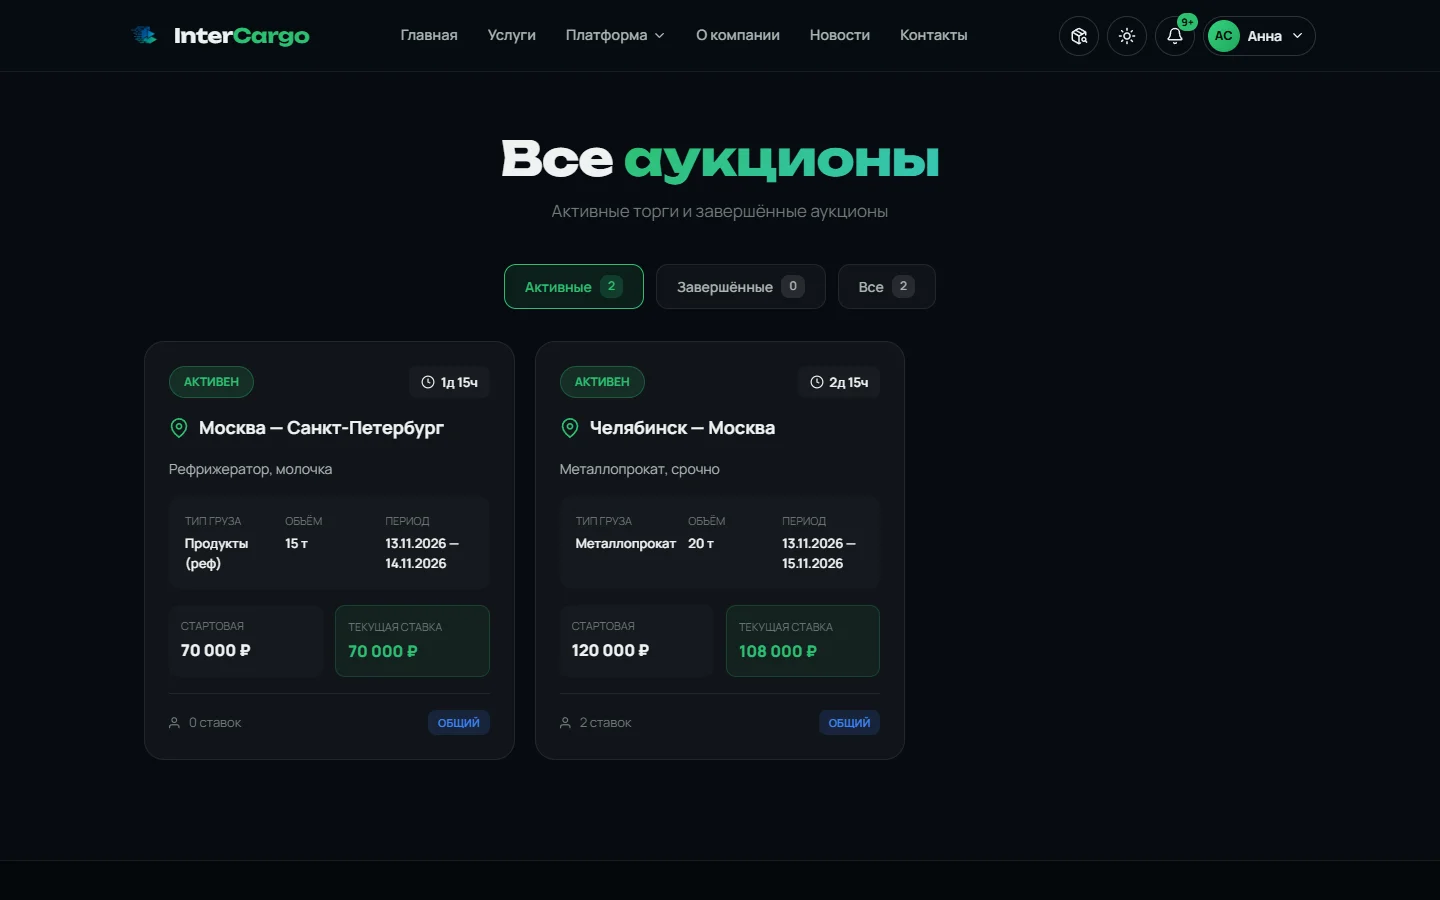 InterCargo
Главная
Услуги
Платформа
О компании
Новости
Контакты
9+
АС
Анна
Все аукционы
Активные торги и завершённые аукционы
Активные 2
Завершённые 0
Все 2
АКТИВЕН
1д 15ч
Москва — Санкт-Петербург
Рефрижератор, молочка
ТИП ГРУЗА
Продукты
(реф)
ОБЪЁМ
15 т
ПЕРИОД
13.11.2026 —
14.11.2026
СТАРТОВАЯ
70 000 ₽
ТЕКУЩАЯ СТАВКА
70 000 ₽
0 ставок
ОБЩИЙ
АКТИВЕН
2д 15ч
Челябинск — Москва
Металлопрокат, срочно
ТИП ГРУЗА
Металлопрокат
ОБЪЁМ
20 т
ПЕРИОД
13.11.2026 —
15.11.2026
СТАРТОВАЯ
120 000 ₽
ТЕКУЩАЯ СТАВКА
108 000 ₽
2 ставок
ОБЩИЙ